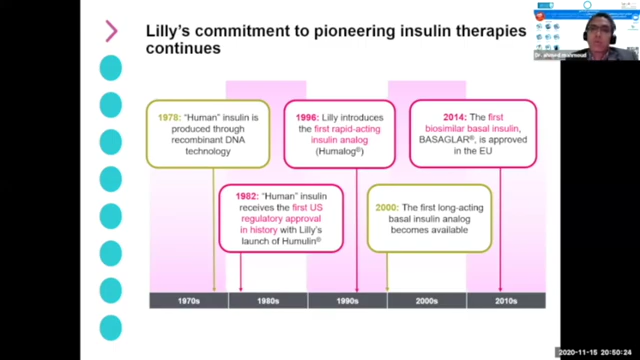 Lilly's commitment to pioneering insulin therapies
continues
1978: "Human" insulin is
produced through
recombinant DNA
technology
1996: Lilly introduces
the first rapid-acting
insulin analog
(Humalog®)
2014: The first
biosimilar basal insulin,
BASAGLAR®, is approved
in the EU
1982: "Human" insulin
receives the first US
regulatory approval
in history with Lilly's
launch of Humulin®
2000: The first long-acting
basal insulin analog
becomes available
1970s
1980s
1990s
2000s
2010s
Dr. ahmed Mahmoud
2020-11-15 20:50:24